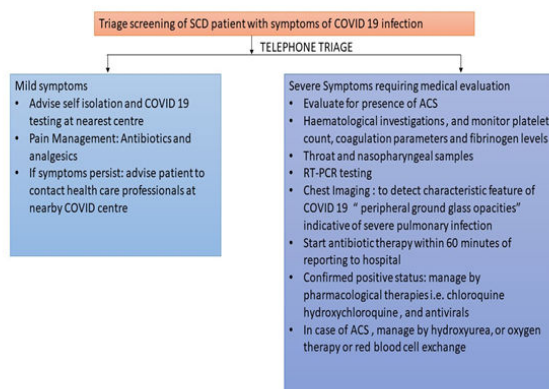 Triage screening of SCD patient with symptoms of COVID 19 infection
TELEPHONE TRIAGE
Mild symptoms
• Advise self isolation and COVID 19
testing at nearest centre
• Pain Management: Antibiotics and
analgesics
• If symptoms persist: advise patient to
contact health care professionals at
nearby COVID centre
Severe Symptoms requiring medical evaluation
• Evaluate for presence of ACS
• Haematological investigations, and monitor platelet
count, coagulation parameters and fibrinogen levels
• Throat and nasopharyngeal samples
• RT-PCR testing
• Chest Imaging : to detect characteristic feature of
COVID 19 “ peripheral ground glass opacities”
indicative of severe pulmonary infection
• Start antibiotic therapy within 60 minutes of
reporting to hospital
• Confirmed positive status: manage by
pharmacological therapies i.e. chloroquine
hydroxychloroquine , and antivirals
• In case of ACS , manage by hydroxyurea, or oxygen
therapy or red blood cell exchange